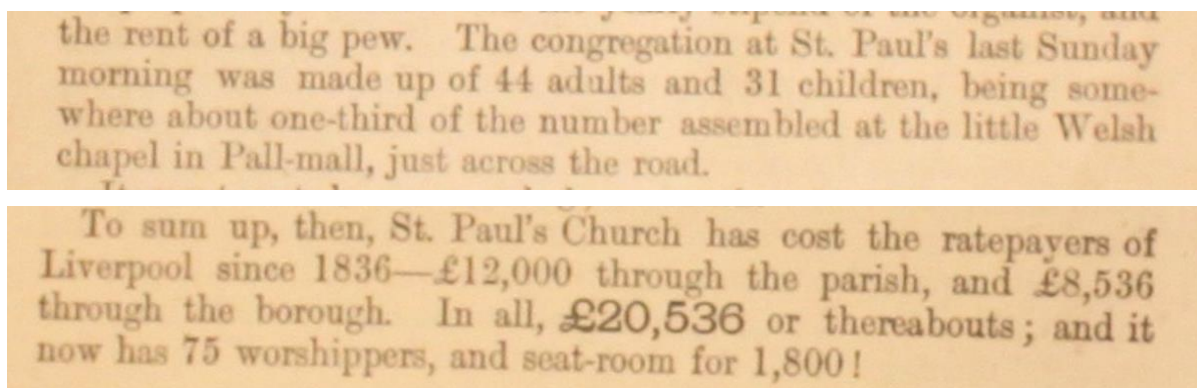 the rent of a big pew. The congregation at St. Paul's last Sunday
morning was made up of 44 adults and 31 children, being some-
where about one-third of the number assembled at the little Welsh
chapel in Pall-mall, just across the road.
To sum up, then, St. Paul's Church has cost the ratepayers of
Liverpool since 1836—£12,000 through the parish, and £8,536
through the borough. In all, £20,536 or thereabouts; and it
now has 75 worshippers, and seat-room for 1,800!